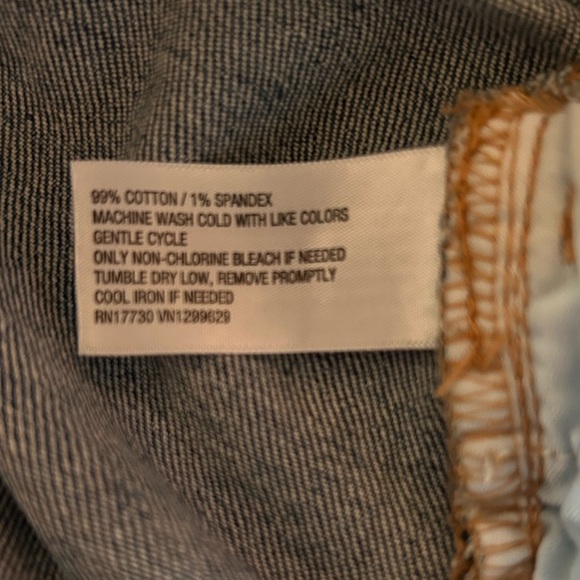 99% COTTON / 1% SPANDEX
MACHINE WASH COLD WITH LIKE COLORS
GENTLE CYCLE
ONLY NON-CHLORINE BLEACH IF NEEDED
TUMBLE DRY LOW, REMOVE PROMPTLY
COOL IRON IF NEEDED
RN17730 VN1299629